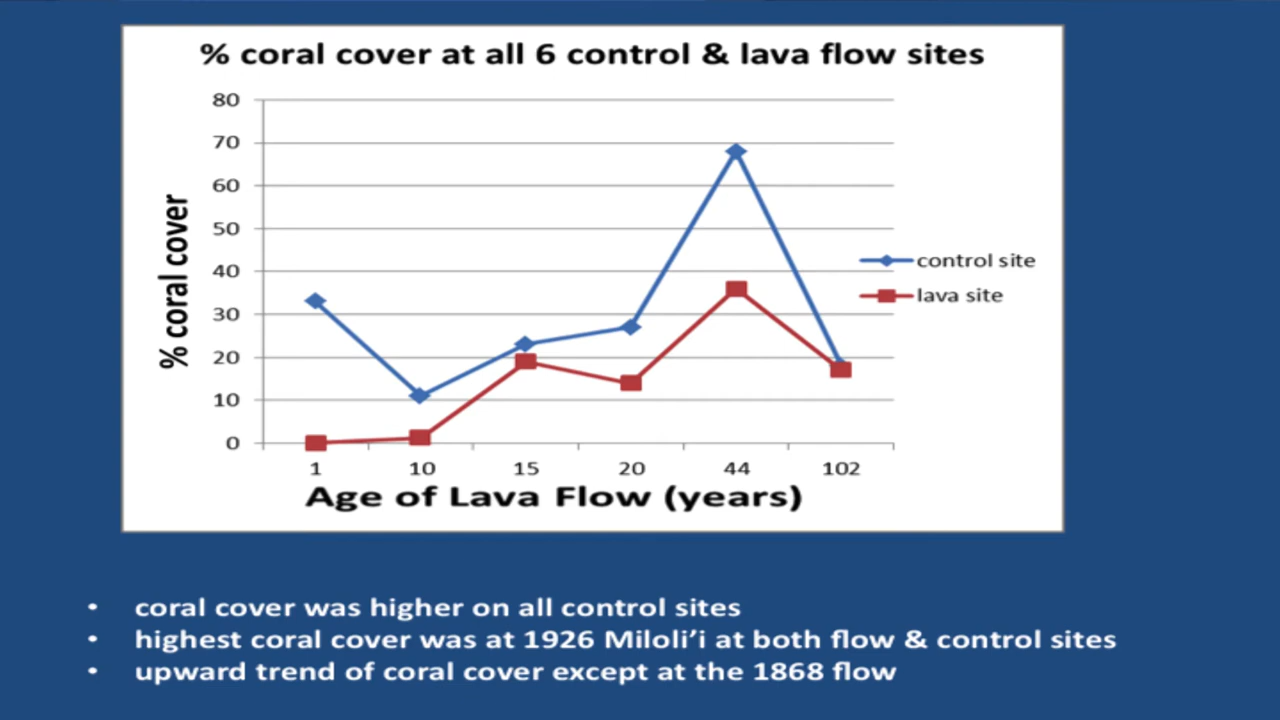 % coral cover at all 6 control & lava flow sites
80
70
60
50
40
30
20
10
0
% coral cover
control site
lava site
1 10 15 20 44 102
Age of Lava Flow (years)
• coral cover was higher on all control sites
• highest coral cover was at 1926 Miloli’i at both flow & control sites
• upward trend of coral cover except at the 1868 flow